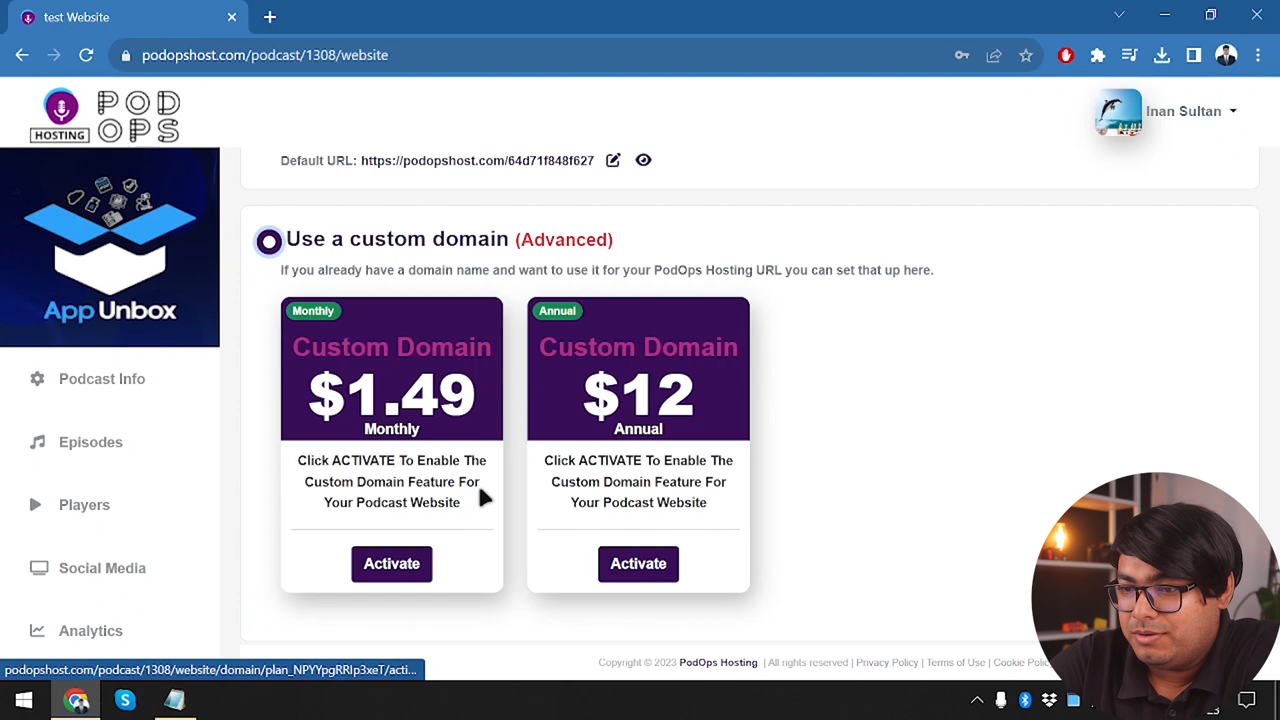 test Website
podopshost.com/podcast/1308/website
POD
OPS
HOSTING
Inan Sultan
Default URL: https://podopshost.com/64d71f848f627
App Unbox
Use a custom domain (Advanced)
If you already have a domain name and want to use it for your PodOps Hosting URL you can set that up here.
Monthly
Custom Domain
$1.49
Monthly
Click ACTIVATE To Enable The
Custom Domain Feature For
Your Podcast Website
Activate
Annual
Custom Domain
$12
Annual
Click ACTIVATE To Enable The
Custom Domain Feature For
Your Podcast Website
Activate
Podcast Info
Episodes
Players
Social Media
Analytics
Copyright © 2023 PodOps Hosting. | All rights reserved | Privacy Policy | Terms of Use | Cookie
podopshost.com/podcast/1308/website/domain/plan_NPYYpgRRIp3xeT/acti...